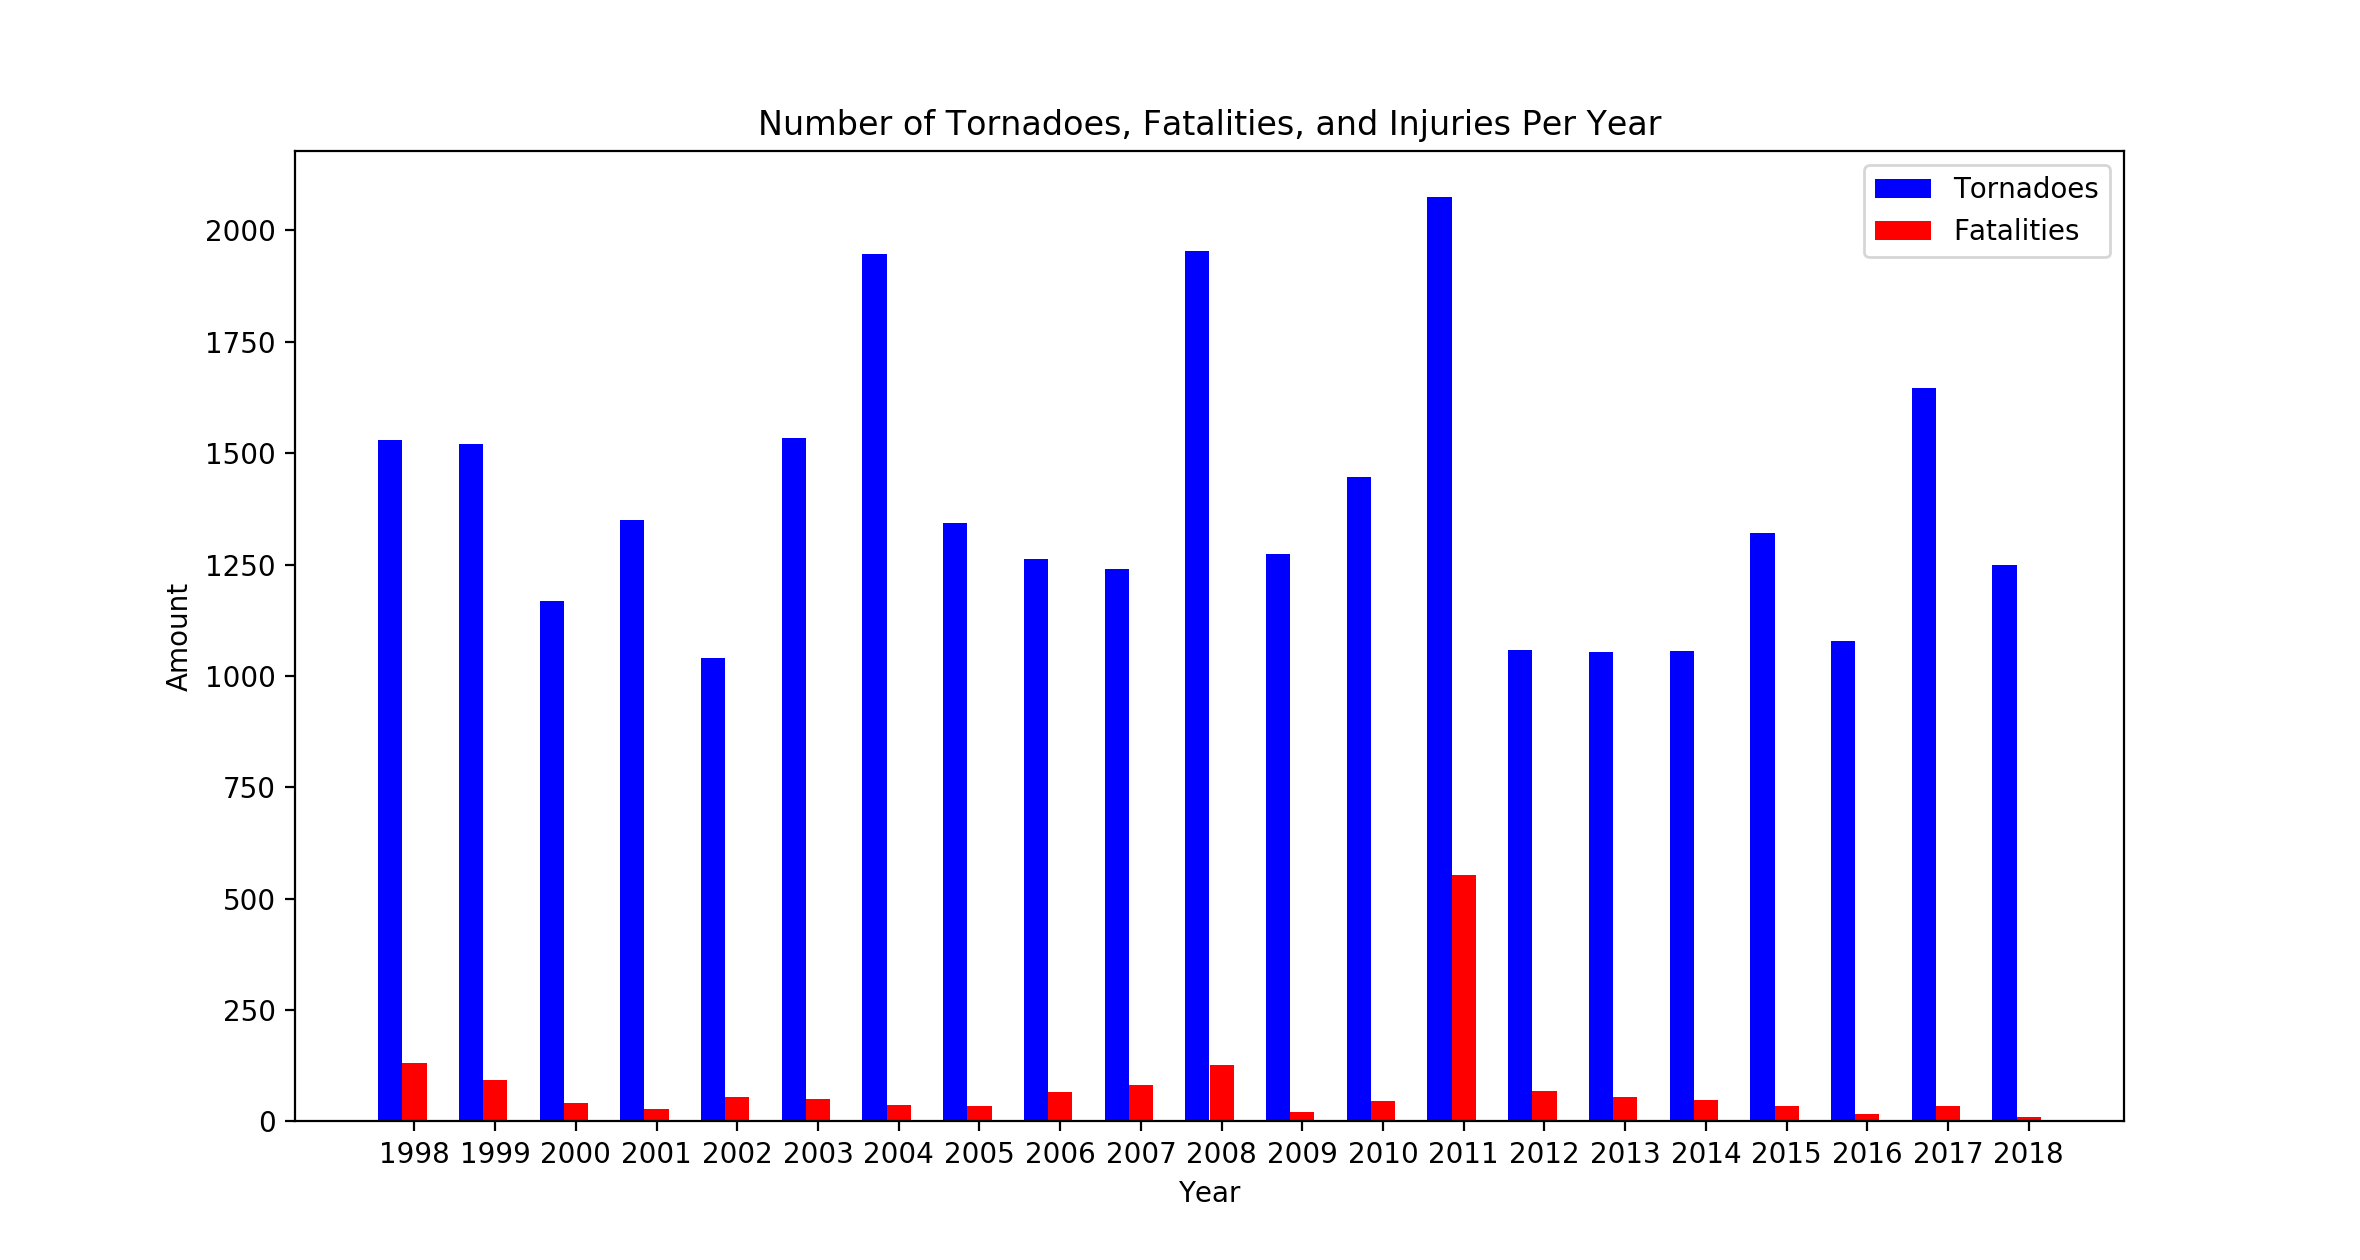 Number of Tornadoes, Fatalities, and Injuries Per Year
Tornadoes
Fatalities
2000
1750
1500
1250
1000
750
500
250
0
Amount
1998 1999 2000 2001 2002 2003 2004 2005 2006 2007 2008 2009 2010 2011 2012 2013 2014 2015 2016 2017 2018
Year